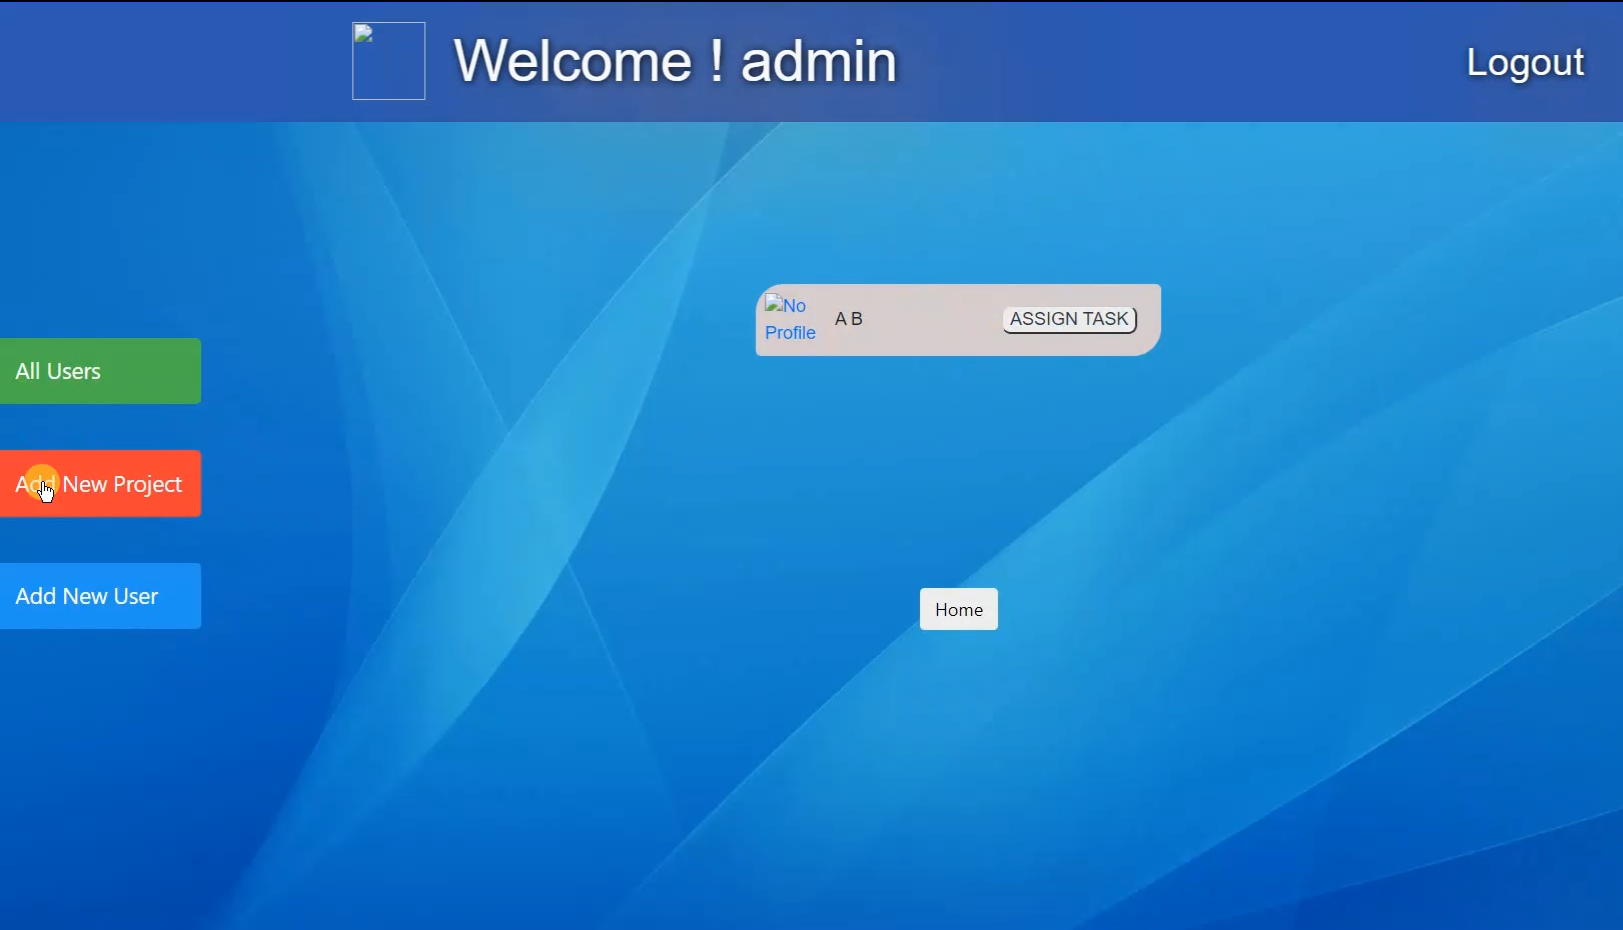 Welcome ! admin
Logout
No
Profile
A B
ASSIGN TASK
All Users
Add New Project
Add New User
Home